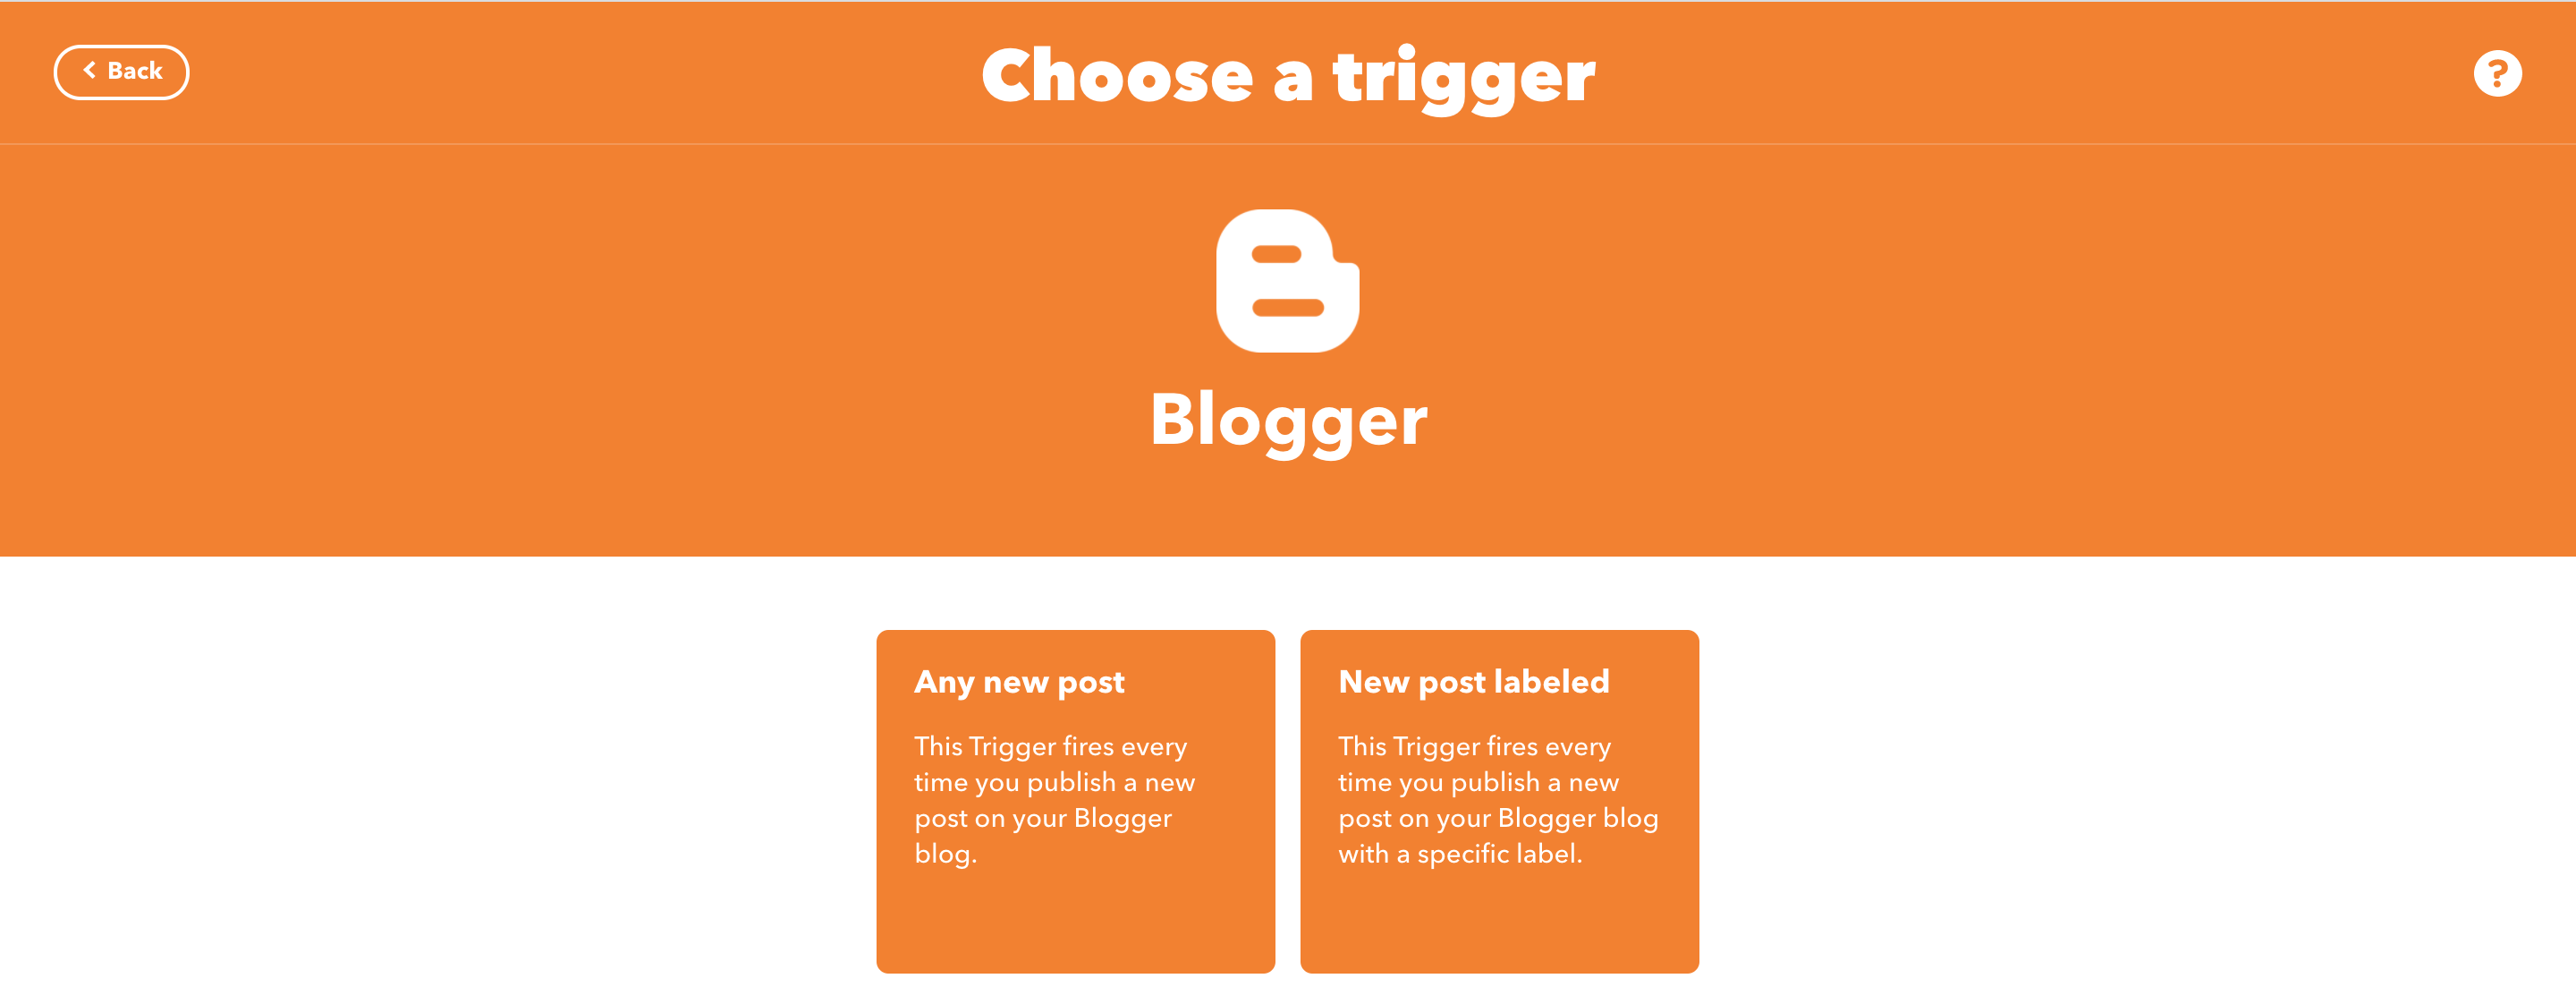 Back
Choose a trigger
?
Blogger
Any new post
This Trigger fires every
time you publish a new
post on your Blogger
blog.
New post labeled
This Trigger fires every
time you publish a new
post on your Blogger blog
with a specific label.